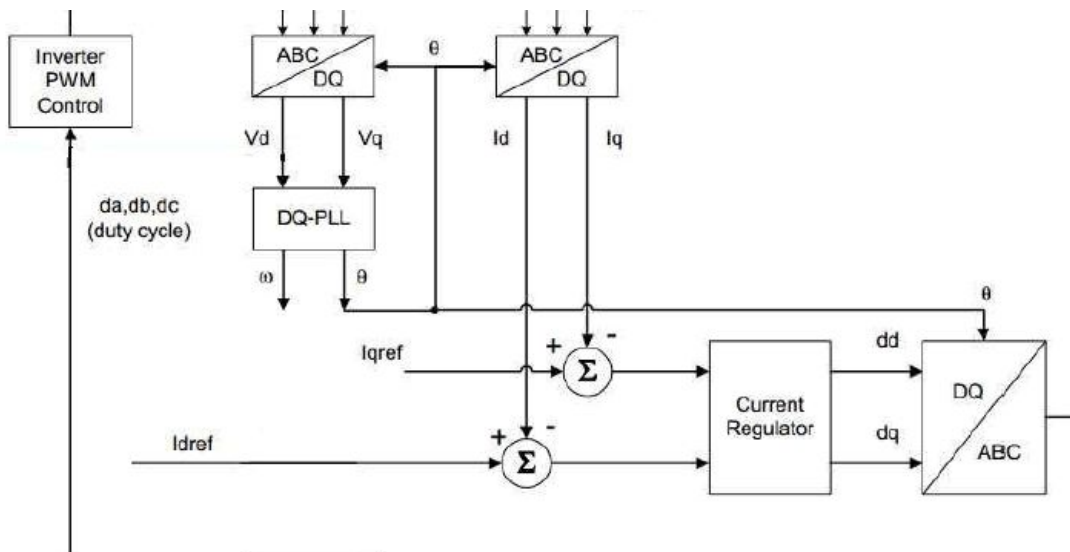 Inverter
PWM
Control
ABC
DQ
θ
ABC
DQ
Vd
Vq
Id
Iq
da,db,dc
(duty cycle)
DQ-PLL
ω
θ
θ
Iqref
+
-
Σ
Idref
+
-
Σ
Current
Regulator
dd
dq
DQ
ABC